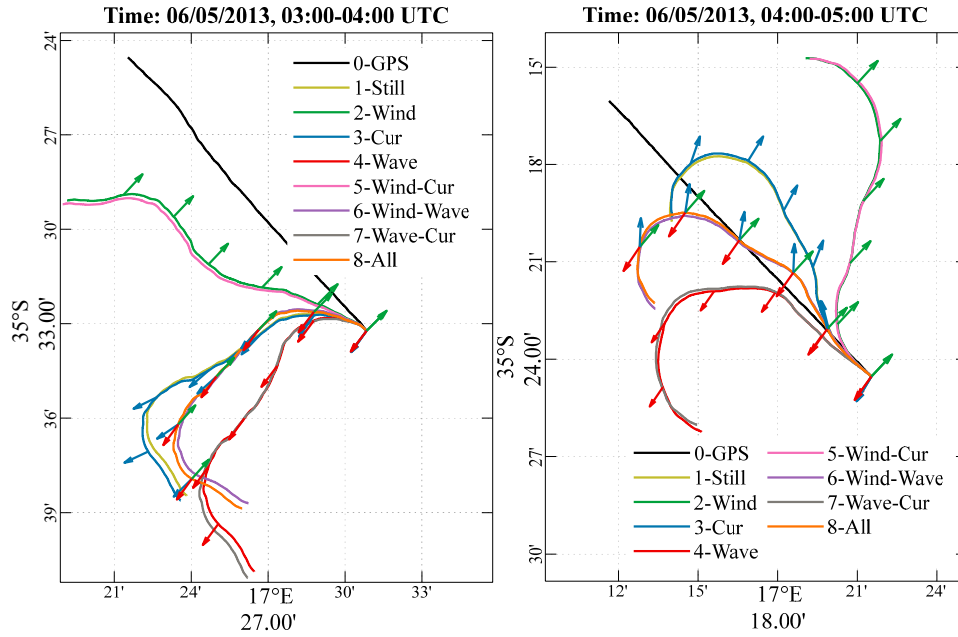 Time: 06/05/2013, 03:00-04:00 UTC
24'
27'
30'
33.00'
36'
39'
35°S
21'
24'
17°E
27.00'
30'
33'
0-GPS
1-Still
2-Wind
3-Cur
4-Wave
5-Wind-Cur
6-Wind-Wave
7-Wave-Cur
8-All
Time: 06/05/2013, 04:00-05:00 UTC
15'
18'
21'
24.00'
27'
30'
35°S
12'
15'
17°E
18.00'
21'
24'
0-GPS
1-Still
2-Wind
3-Cur
4-Wave
5-Wind-Cur
6-Wind-Wave
7-Wave-Cur
8-All